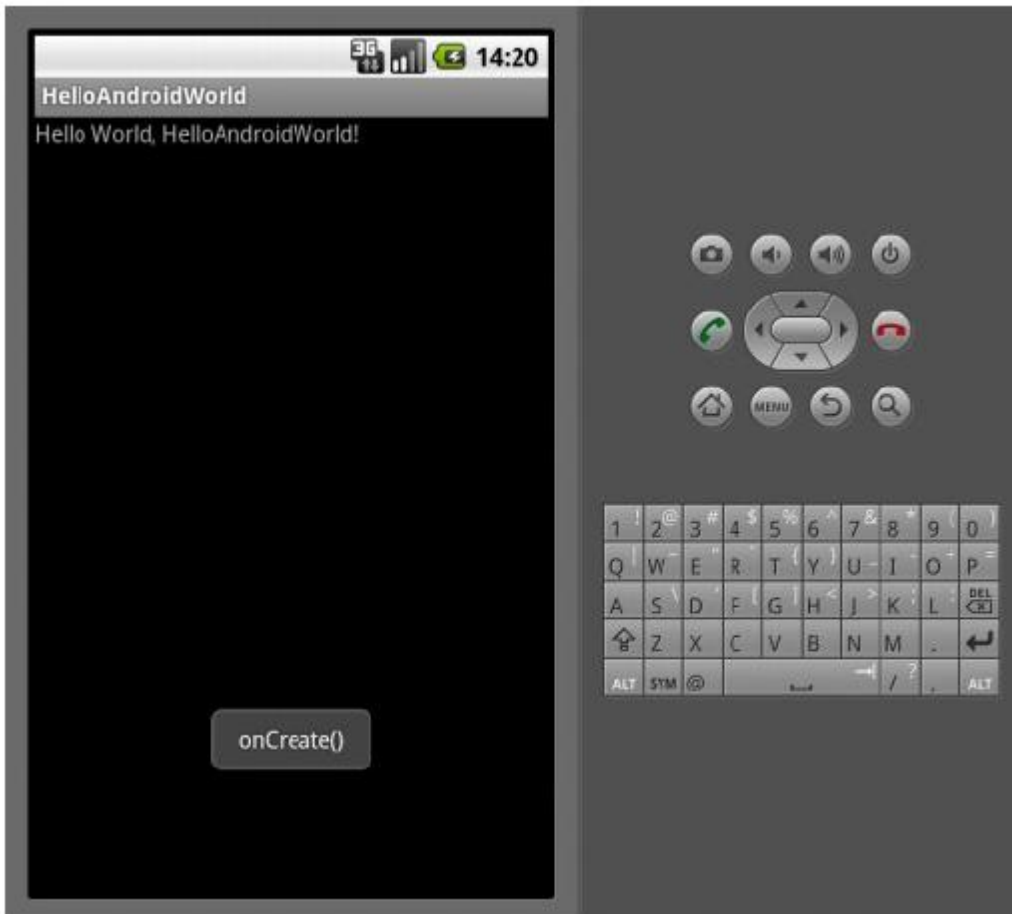 3G 14:20
HelloAndroidWorld
Hello World, HelloAndroidWorld!
onCreate()
MENU
1 ! 2 @ 3 # 4 $ 5 % 6 ^ 7 & 8 * 9 ( 0 )
Q | W ~ E " R ` T { Y } U _ I - O + P =
A S \ D ' F [ G ] H < J > K ; L : DEL
Z X C V B N M .
ALT SYM @ / ? , ALT